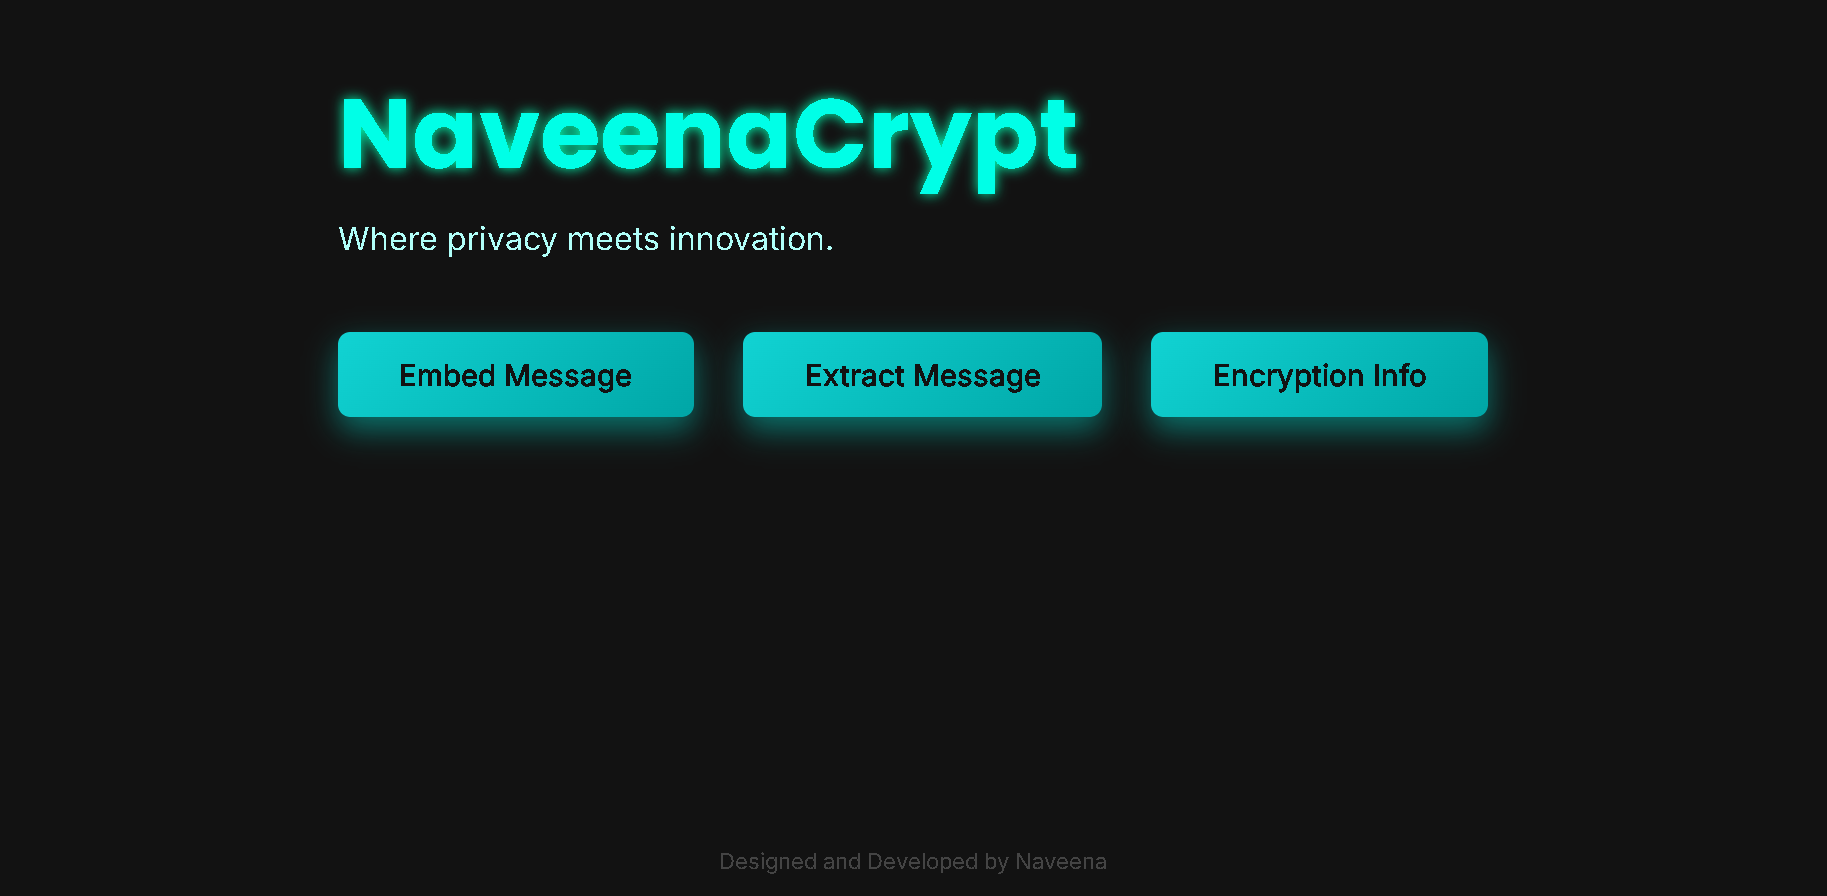 NaveenaCrypt
Where privacy meets innovation.
Embed Message
Extract Message
Encryption Info
Designed and Developed by Naveena